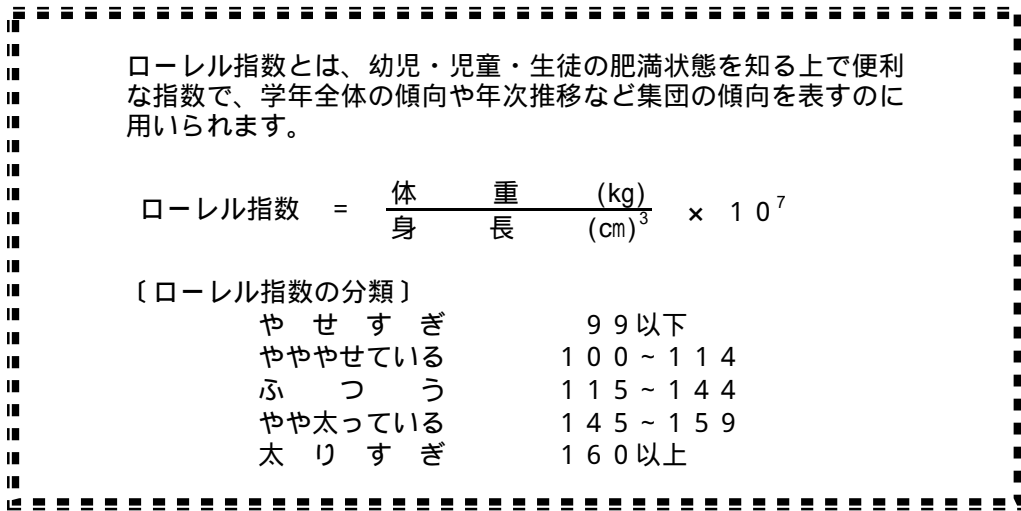 ローレル指数とは、幼児・児童・生徒の肥満状態を知る上で便利
な指数で、学年全体の傾向や年次推移など集団の傾向を表すのに
用いられます。
ローレル指数 = 体重(kg) / 身長(cm)³ × 10⁷
〔ローレル指数の分類〕
やせすぎ 99以下
ややややせている 100~114
ふつう 115~144
やや太っている 145~159
太りすぎ 160以上